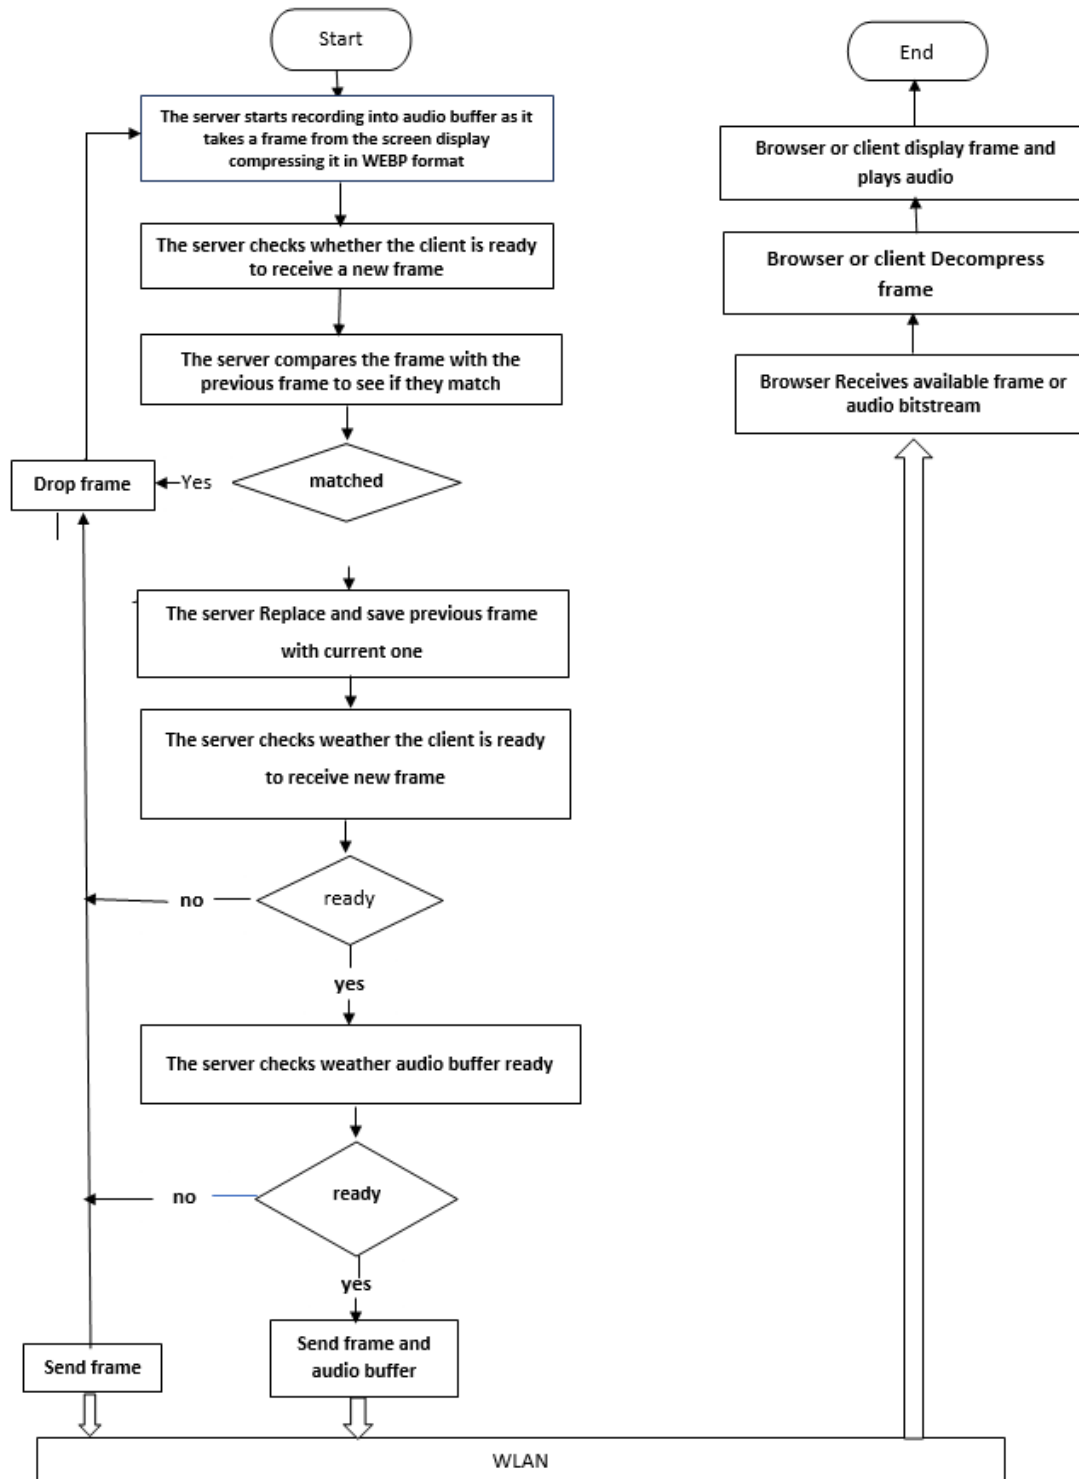 Start
The server starts recording into audio buffer as it
takes a frame from the screen display
compressing it in WEBP format
The server checks whether the client is ready
to receive a new frame
The server compares the frame with the
previous frame to see if they match
matched
Yes
Drop frame
The server Replace and save previous frame
with current one
The server checks weather the client is ready
to receive new frame
ready
no
yes
The server checks weather audio buffer ready
ready
no
yes
Send frame
Send frame and
audio buffer
WLAN
Browser Receives available frame or
audio bitstream
Browser or client Decompress
frame
Browser or client display frame and
plays audio
End